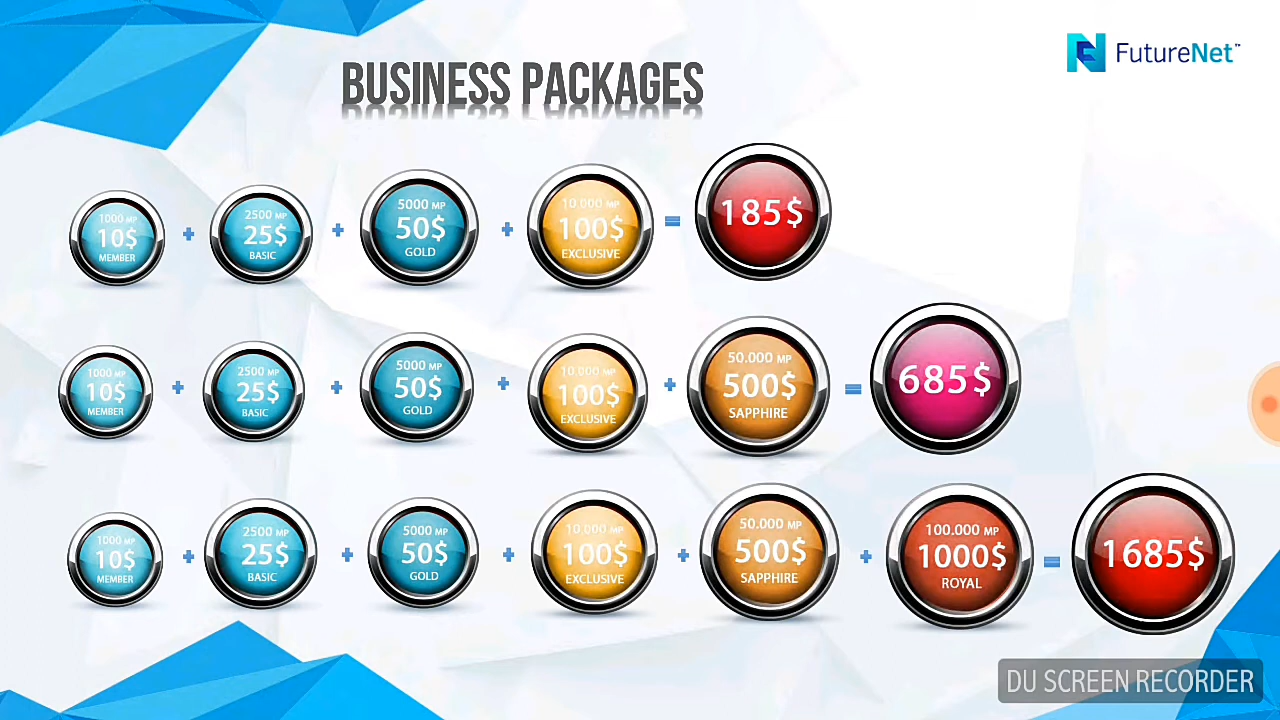 FutureNet™
BUSINESS PACKAGES
1000 MP
10$
MEMBER
+
2500 MP
25$
BASIC
+
5000 MP
50$
GOLD
+
10.000 MP
100$
EXCLUSIVE
=
185$
1000 MP
10$
MEMBER
+
2500 MP
25$
BASIC
+
5000 MP
50$
GOLD
+
10.000 MP
100$
EXCLUSIVE
+
50.000 MP
500$
SAPPHIRE
=
685$
1000 MP
10$
MEMBER
+
2500 MP
25$
BASIC
+
5000 MP
50$
GOLD
+
10.000 MP
100$
EXCLUSIVE
+
50.000 MP
500$
SAPPHIRE
+
100.000 MP
1000$
ROYAL
=
1685$
DU SCREEN RECORDER